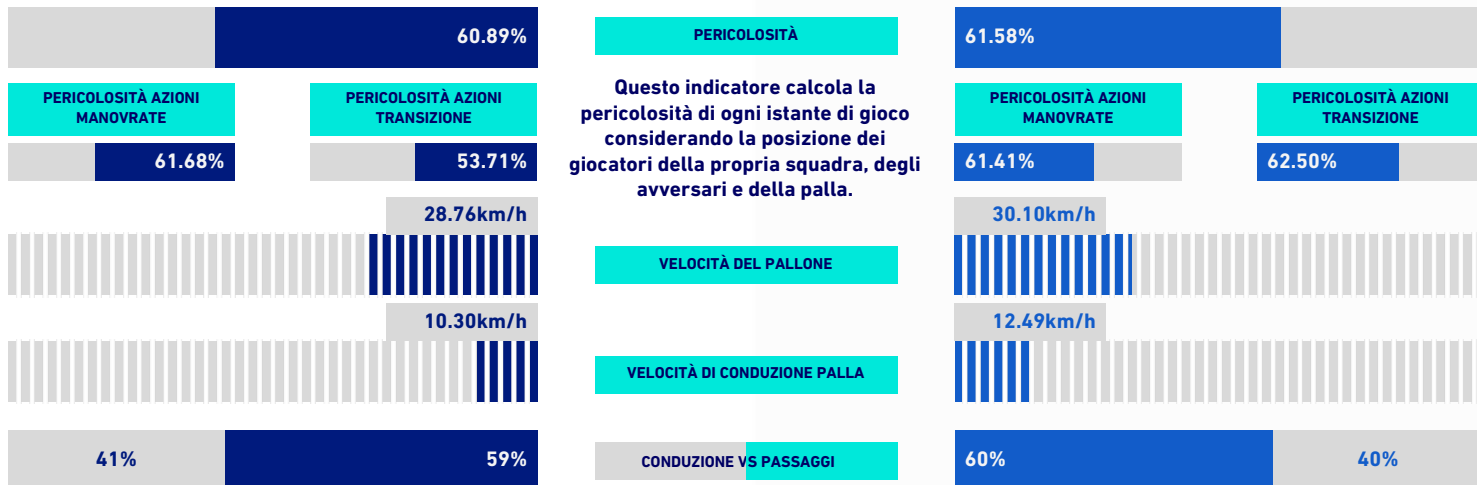 60.89%
PERICOLOSITÀ
61.58%
PERICOLOSITÀ AZIONI
MANOVRATE
PERICOLOSITÀ AZIONI
TRANSIZIONE
61.68%
53.71%
Questo indicatore calcola la
pericolosità di ogni istante di gioco
considerando la posizione dei
giocatori della propria squadra, degli
avversari e della palla.
PERICOLOSITÀ AZIONI
MANOVRATE
PERICOLOSITÀ AZIONI
TRANSIZIONE
61.41%
62.50%
28.76km/h
VELOCITÀ DEL PALLONE
30.10km/h
10.30km/h
VELOCITÀ DI CONDUZIONE PALLA
12.49km/h
41%
59%
CONDUZIONE VS PASSAGGI
60%
40%